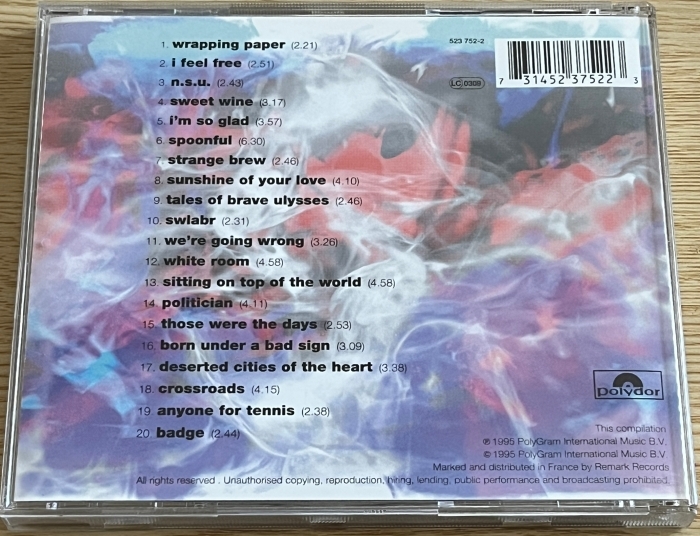 1. wrapping paper (2.21)
2. i feel free (2.51)
3. n.s.u. (2.43)
4. sweet wine (3.17)
5. i'm so glad (3.57)
6. spoonful (6.30)
7. strange brew (2.46)
8. sunshine of your love (4.10)
9. tales of brave ulysses (2.46)
10. swlabr (2.31)
11. we're going wrong (3.26)
12. white room (4.58)
13. sitting on top of the world (4.58)
14. politician (4.11)
15. those were the days (2.53)
16. born under a bad sign (3.09)
17. deserted cities of the heart (3.38)
18. crossroads (4.15)
19. anyone for tennis (2.38)
20. badge (2.44)
523 752-2
LC 0309
7 31452 37522 3
polydor
This compilation
℗ 1995 PolyGram International Music B.V.
© 1995 PolyGram International Music B.V.
Marked and distributed in France by Remark Records
All rights reserved . Unauthorised copying, reproduction, hiring, lending, public performance and broadcasting prohibited.